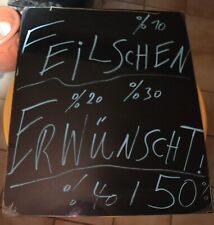 %10
FEILSCHEN
%20 %30
ERWÜNSCHT!
% 40 / 50%